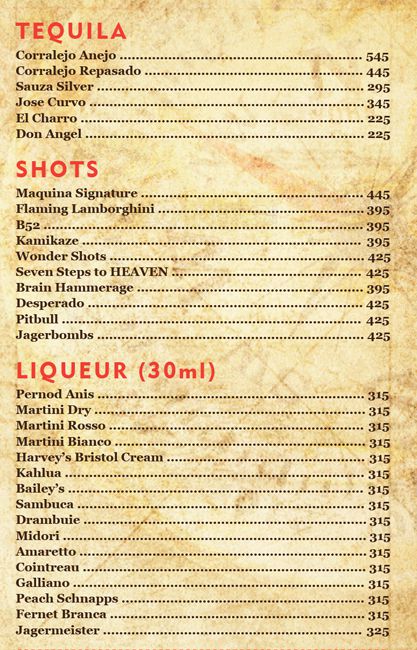 TEQUILA
Corralejo Anejo ........ 545
Corralejo Repasado ........ 445
Sauza Silver ........ 295
Jose Curvo ........ 345
El Charro ........ 225
Don Angel ........ 225
SHOTS
Maquina Signature ........ 445
Flaming Lamborghini ........ 395
B52 ........ 395
Kamikaze ........ 395
Wonder Shots ........ 425
Seven Steps to HEAVEN ........ 425
Brain Hammerage ........ 395
Desperado ........ 425
Pitbull ........ 425
Jagerbombs ........ 425
LIQUEUR (30ml)
Pernod Anis ........ 315
Martini Dry ........ 315
Martini Rosso ........ 315
Martini Bianco ........ 315
Harvey's Bristol Cream ........ 315
Kahlua ........ 315
Bailey's ........ 315
Sambuca ........ 315
Drambuie ........ 315
Midori ........ 315
Amaretto ........ 315
Cointreau ........ 315
Galliano ........ 315
Peach Schnapps ........ 315
Fernet Branca ........ 315
Jagermeister ........ 325